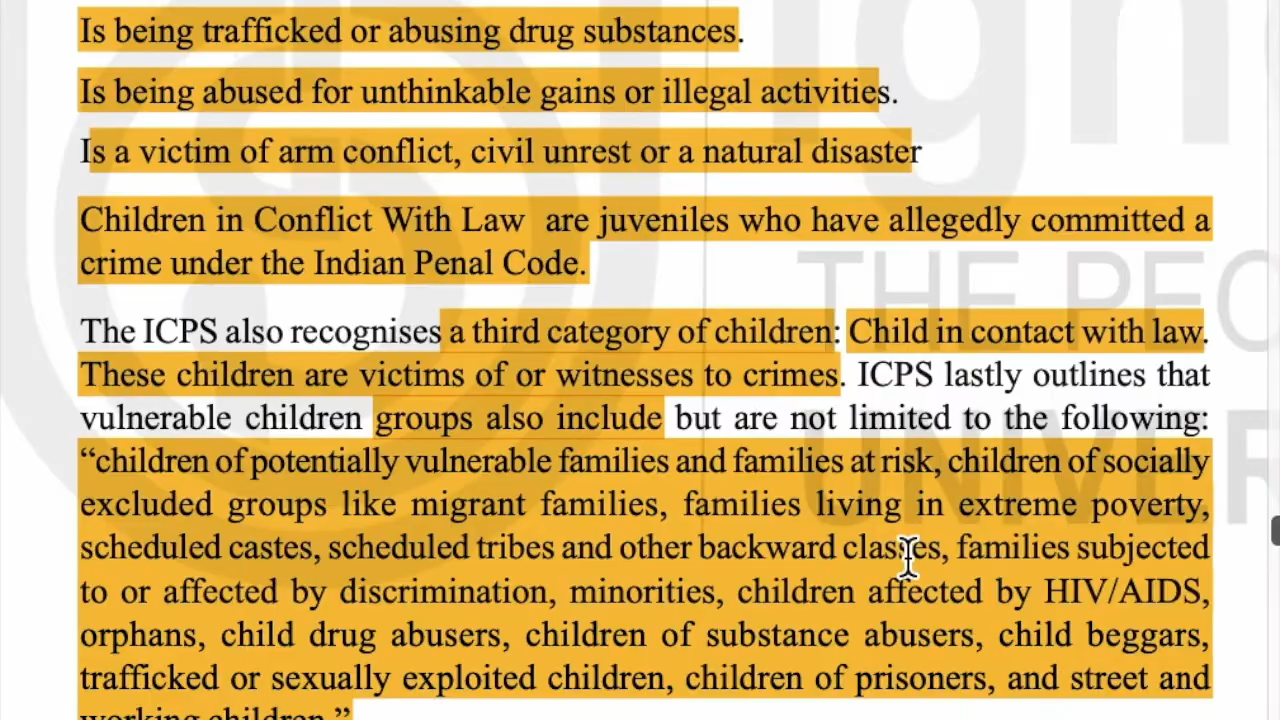 Is being trafficked or abusing drug substances.
Is being abused for unthinkable gains or illegal activities.
Is a victim of arm conflict, civil unrest or a natural disaster
Children in Conflict With Law are juveniles who have allegedly committed a
crime under the Indian Penal Code.
The ICPS also recognises a third category of children: Child in contact with law.
These children are victims of or witnesses to crimes. ICPS lastly outlines that
vulnerable children groups also include but are not limited to the following:
“children of potentially vulnerable families and families at risk, children of socially
excluded groups like migrant families, families living in extreme poverty,
scheduled castes, scheduled tribes and other backward classes, families subjected
to or affected by discrimination, minorities, children affected by HIV/AIDS,
orphans, child drug abusers, children of substance abusers, child beggars,
trafficked or sexually exploited children, children of prisoners, and street and
working children.”
THE PEO
UNIVER